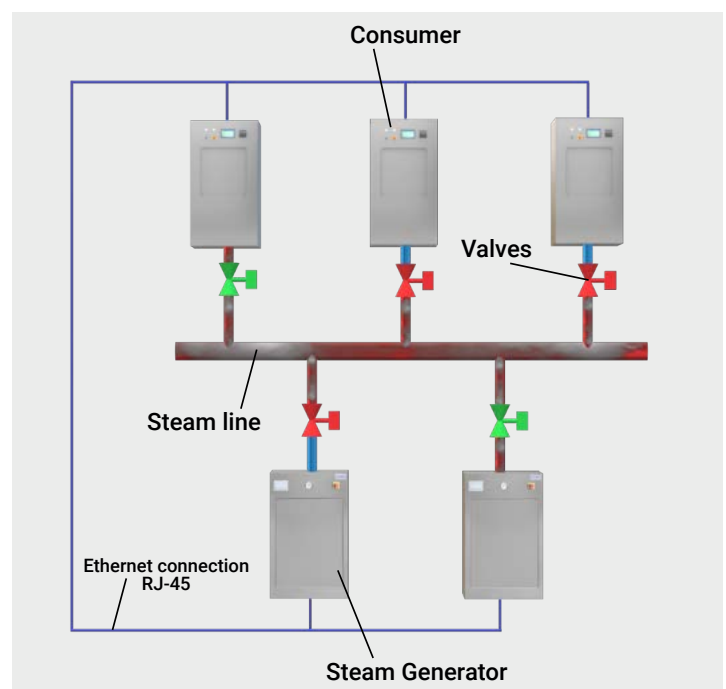 Consumer
Valves
Steam line
Ethernet connection
RJ-45
Steam Generator